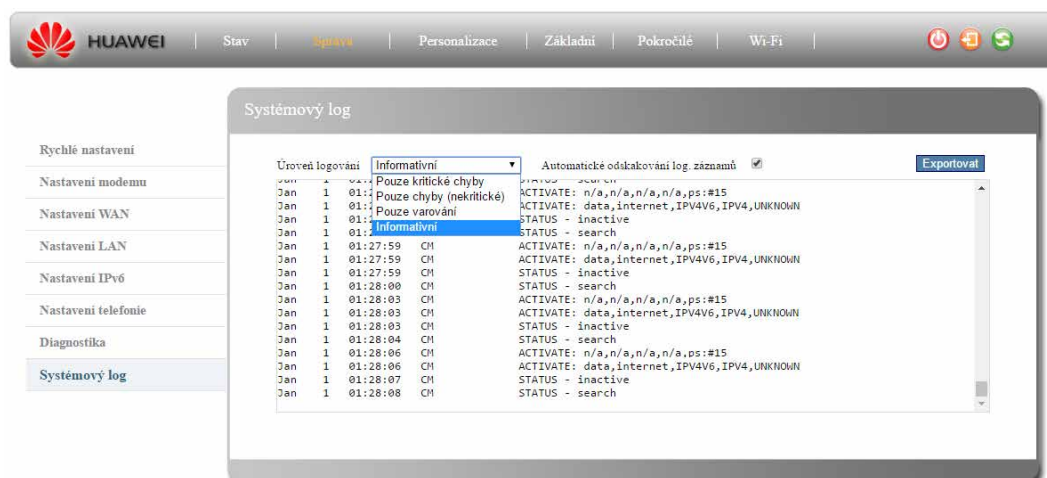 HUAWEI | Stav | Správa | Personalizace | Základní | Pokročilé | Wi-Fi |
Systémový log
Rychlé nastavení
Nastavení modemu
Nastavení WAN
Nastavení LAN
Nastavení IPv6
Nastavení telefonie
Diagnostika
Systémový log
Úroveň logování Informativní Automatické odskakování log. záznamů Exportovat
Pouze kritické chyby
Pouze chyby (nekritické)
Pouze varování
Informativní
Jan 1 ACTIVATE: n/a,n/a,n/a,n/a,ps:#15
Jan 1 ACTIVATE: data,internet,IPV4V6,IPV4,UNKNOWN
Jan 1 STATUS - inactive
Jan 1 STATUS - search
Jan 1 01:27:59 CM ACTIVATE: n/a,n/a,n/a,n/a,ps:#15
Jan 1 01:27:59 CM ACTIVATE: data,internet,IPV4V6,IPV4,UNKNOWN
Jan 1 01:27:59 CM STATUS - inactive
Jan 1 01:28:00 CM STATUS - search
Jan 1 01:28:03 CM ACTIVATE: n/a,n/a,n/a,n/a,ps:#15
Jan 1 01:28:03 CM ACTIVATE: data,internet,IPV4V6,IPV4,UNKNOWN
Jan 1 01:28:03 CM STATUS - inactive
Jan 1 01:28:04 CM STATUS - search
Jan 1 01:28:06 CM ACTIVATE: n/a,n/a,n/a,n/a,ps:#15
Jan 1 01:28:06 CM ACTIVATE: data,internet,IPV4V6,IPV4,UNKNOWN
Jan 1 01:28:07 CM STATUS - inactive
Jan 1 01:28:08 CM STATUS - search